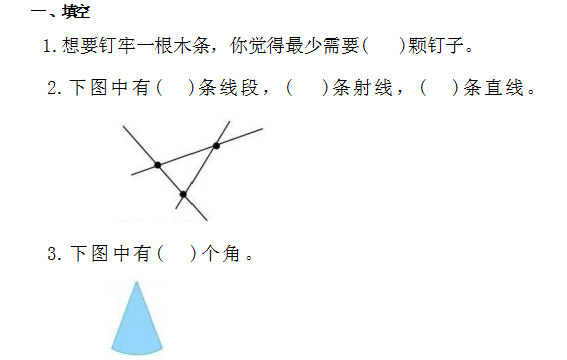 一、填空
1.想要钉牢一根木条，你觉得最少需要(   )颗钉子。
2.下图中有(   )条线段，(   )条射线，(   )条直线。
3.下图中有(   )个角。